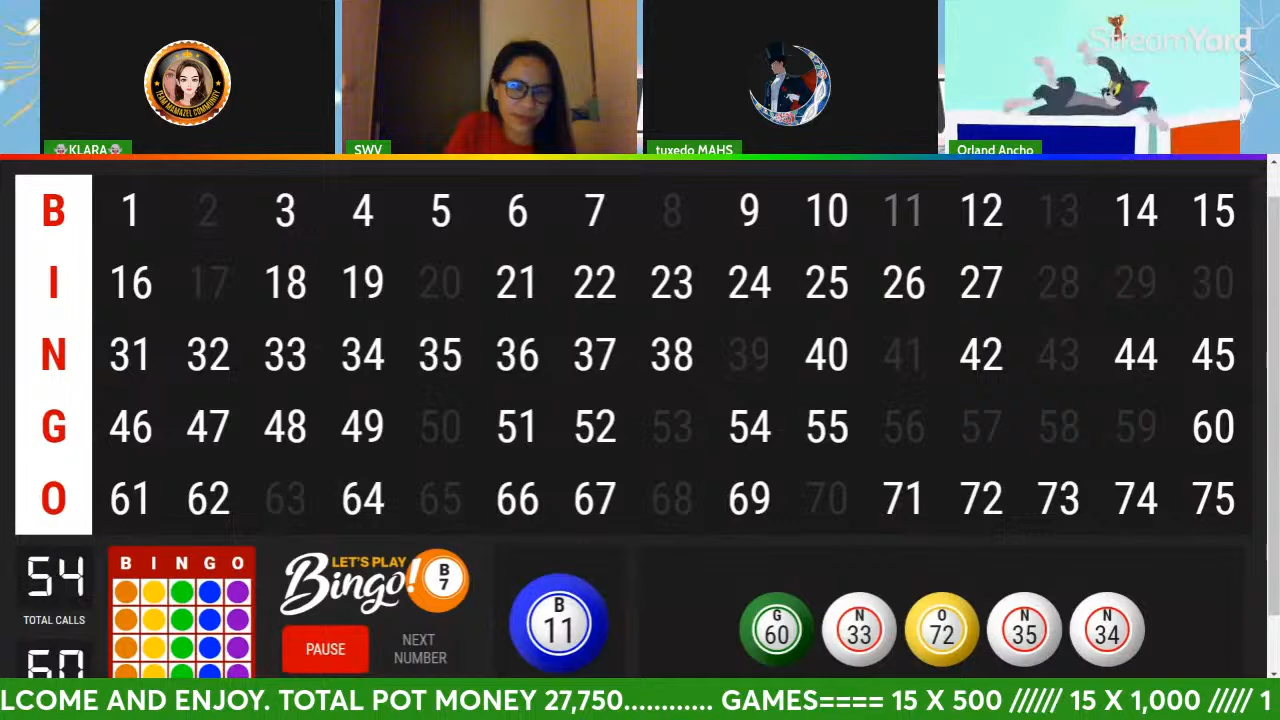 StreamYard
TEAM MAMAZEL COMMUNITY
👻KLARA👻
SWV
tuxedo MAHS
Orland Ancho
B 1 2 3 4 5 6 7 8 9 10 11 12 13 14 15
I 16 17 18 19 20 21 22 23 24 25 26 27 28 29 30
N 31 32 33 34 35 36 37 38 39 40 41 42 43 44 45
G 46 47 48 49 50 51 52 53 54 55 56 57 58 59 60
O 61 62 63 64 65 66 67 68 69 70 71 72 73 74 75
54
TOTAL CALLS
60
B I N G O
LET'S PLAY
Bingo!
B
7
PAUSE
NEXT
NUMBER
B
11
G
60
N
33
O
72
N
35
N
34
LCOME AND ENJOY. TOTAL POT MONEY 27,750............ GAMES==== 15 X 500 ////// 15 X 1,000 ///// 1